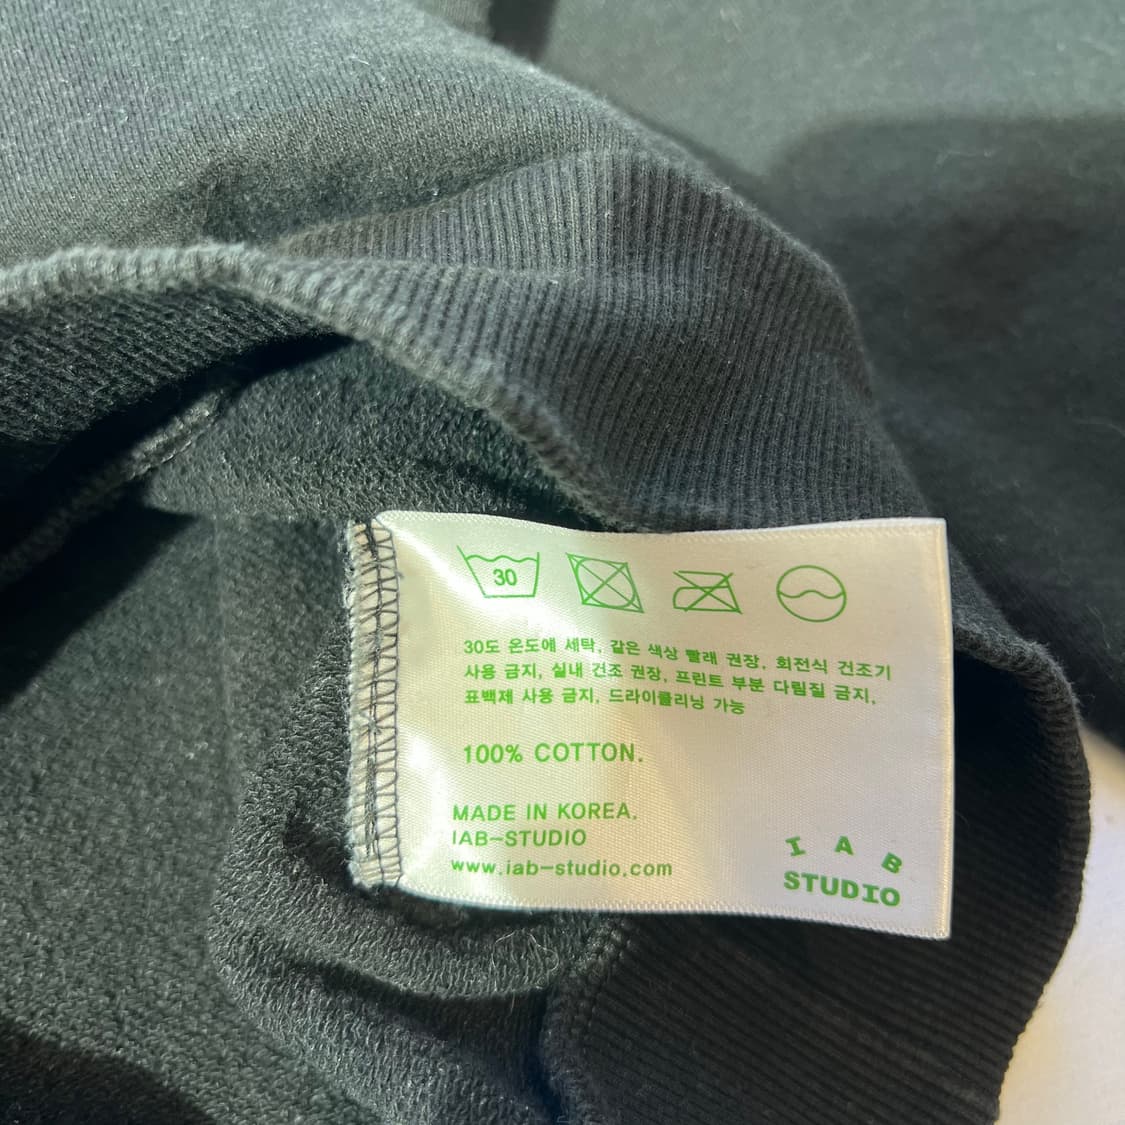 30
30도 온도에 세탁, 같은 색상 빨래 권장, 회전식 건조기
사용 금지, 실내 건조 권장, 프린트 부분 다림질 금지,
표백제 사용 금지, 드라이클리닝 가능
100% COTTON.
MADE IN KOREA.
IAB-STUDIO
www.iab-studio.com
I A B
STUDIO